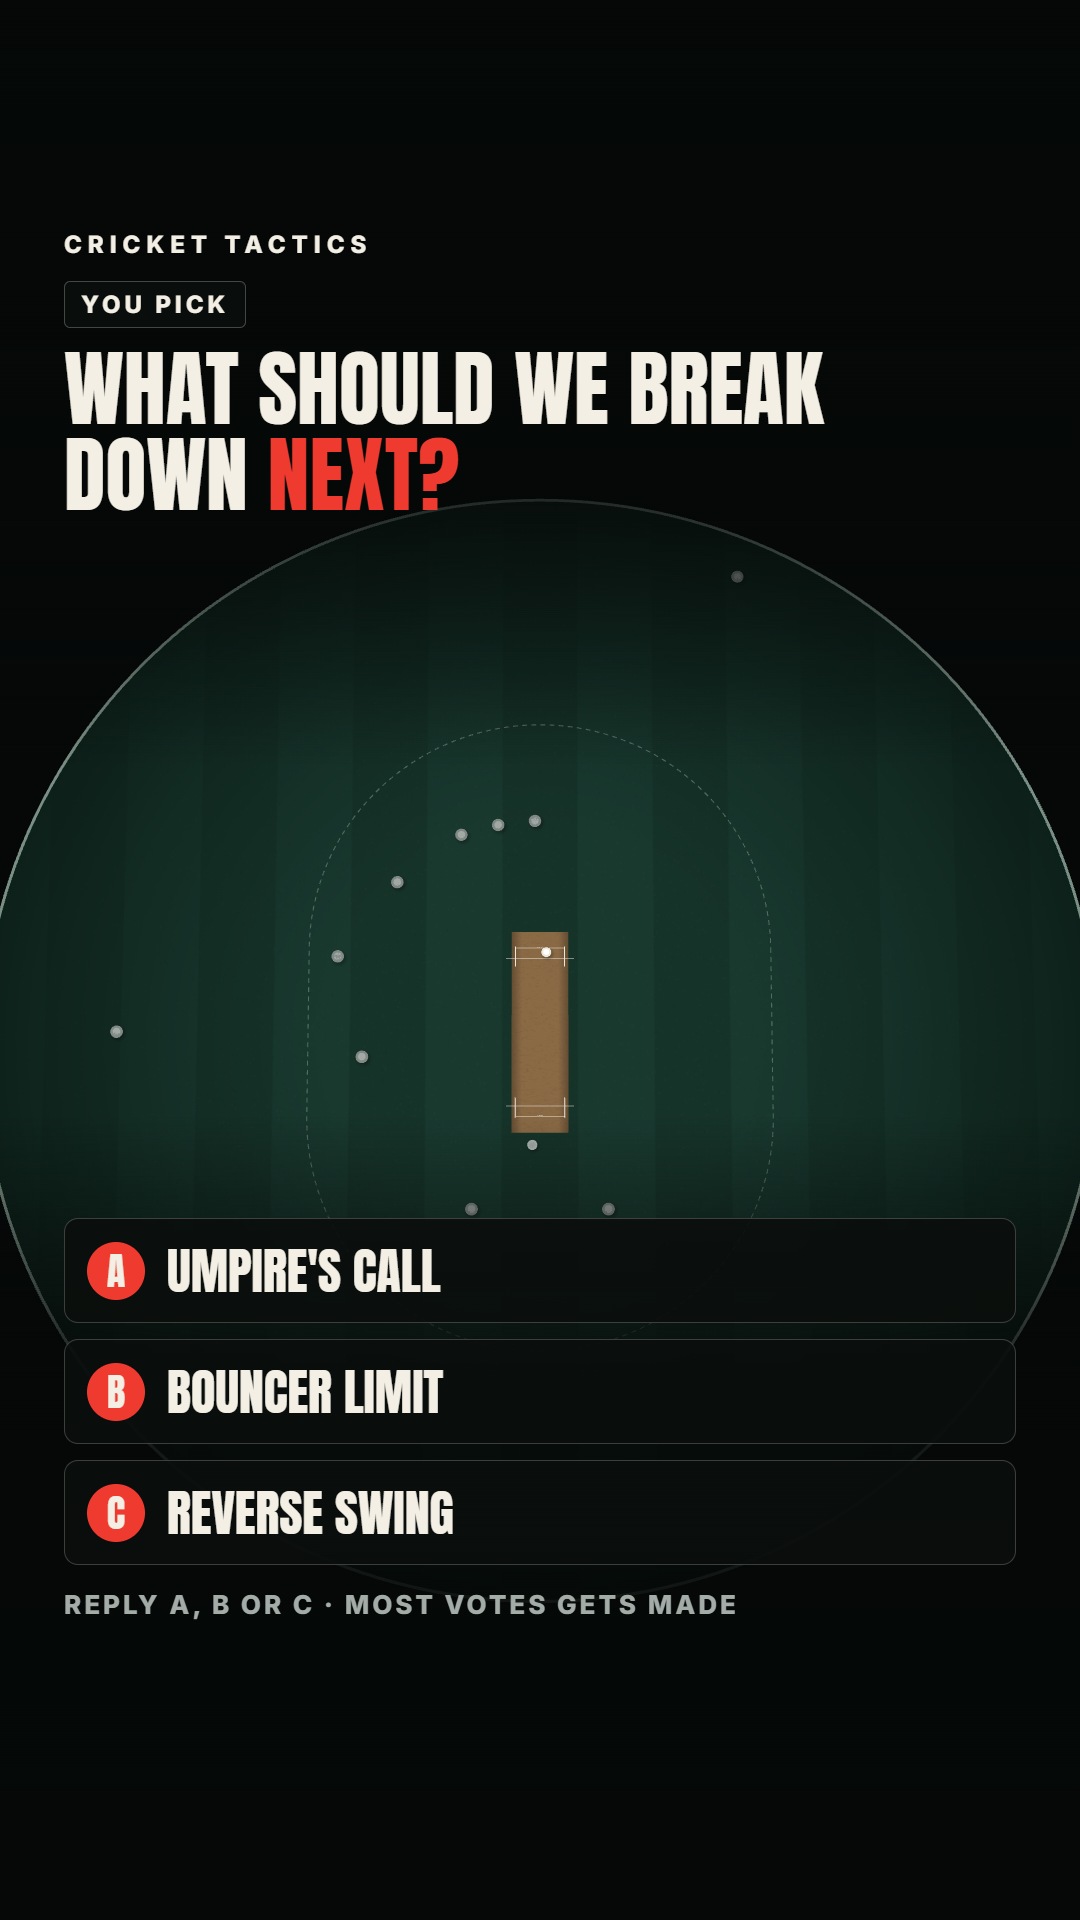 CRICKET TACTICS
YOU PICK
WHAT SHOULD WE BREAK
DOWN NEXT?
A UMPIRE'S CALL
B BOUNCER LIMIT
C REVERSE SWING
REPLY A, B OR C · MOST VOTES GETS MADE